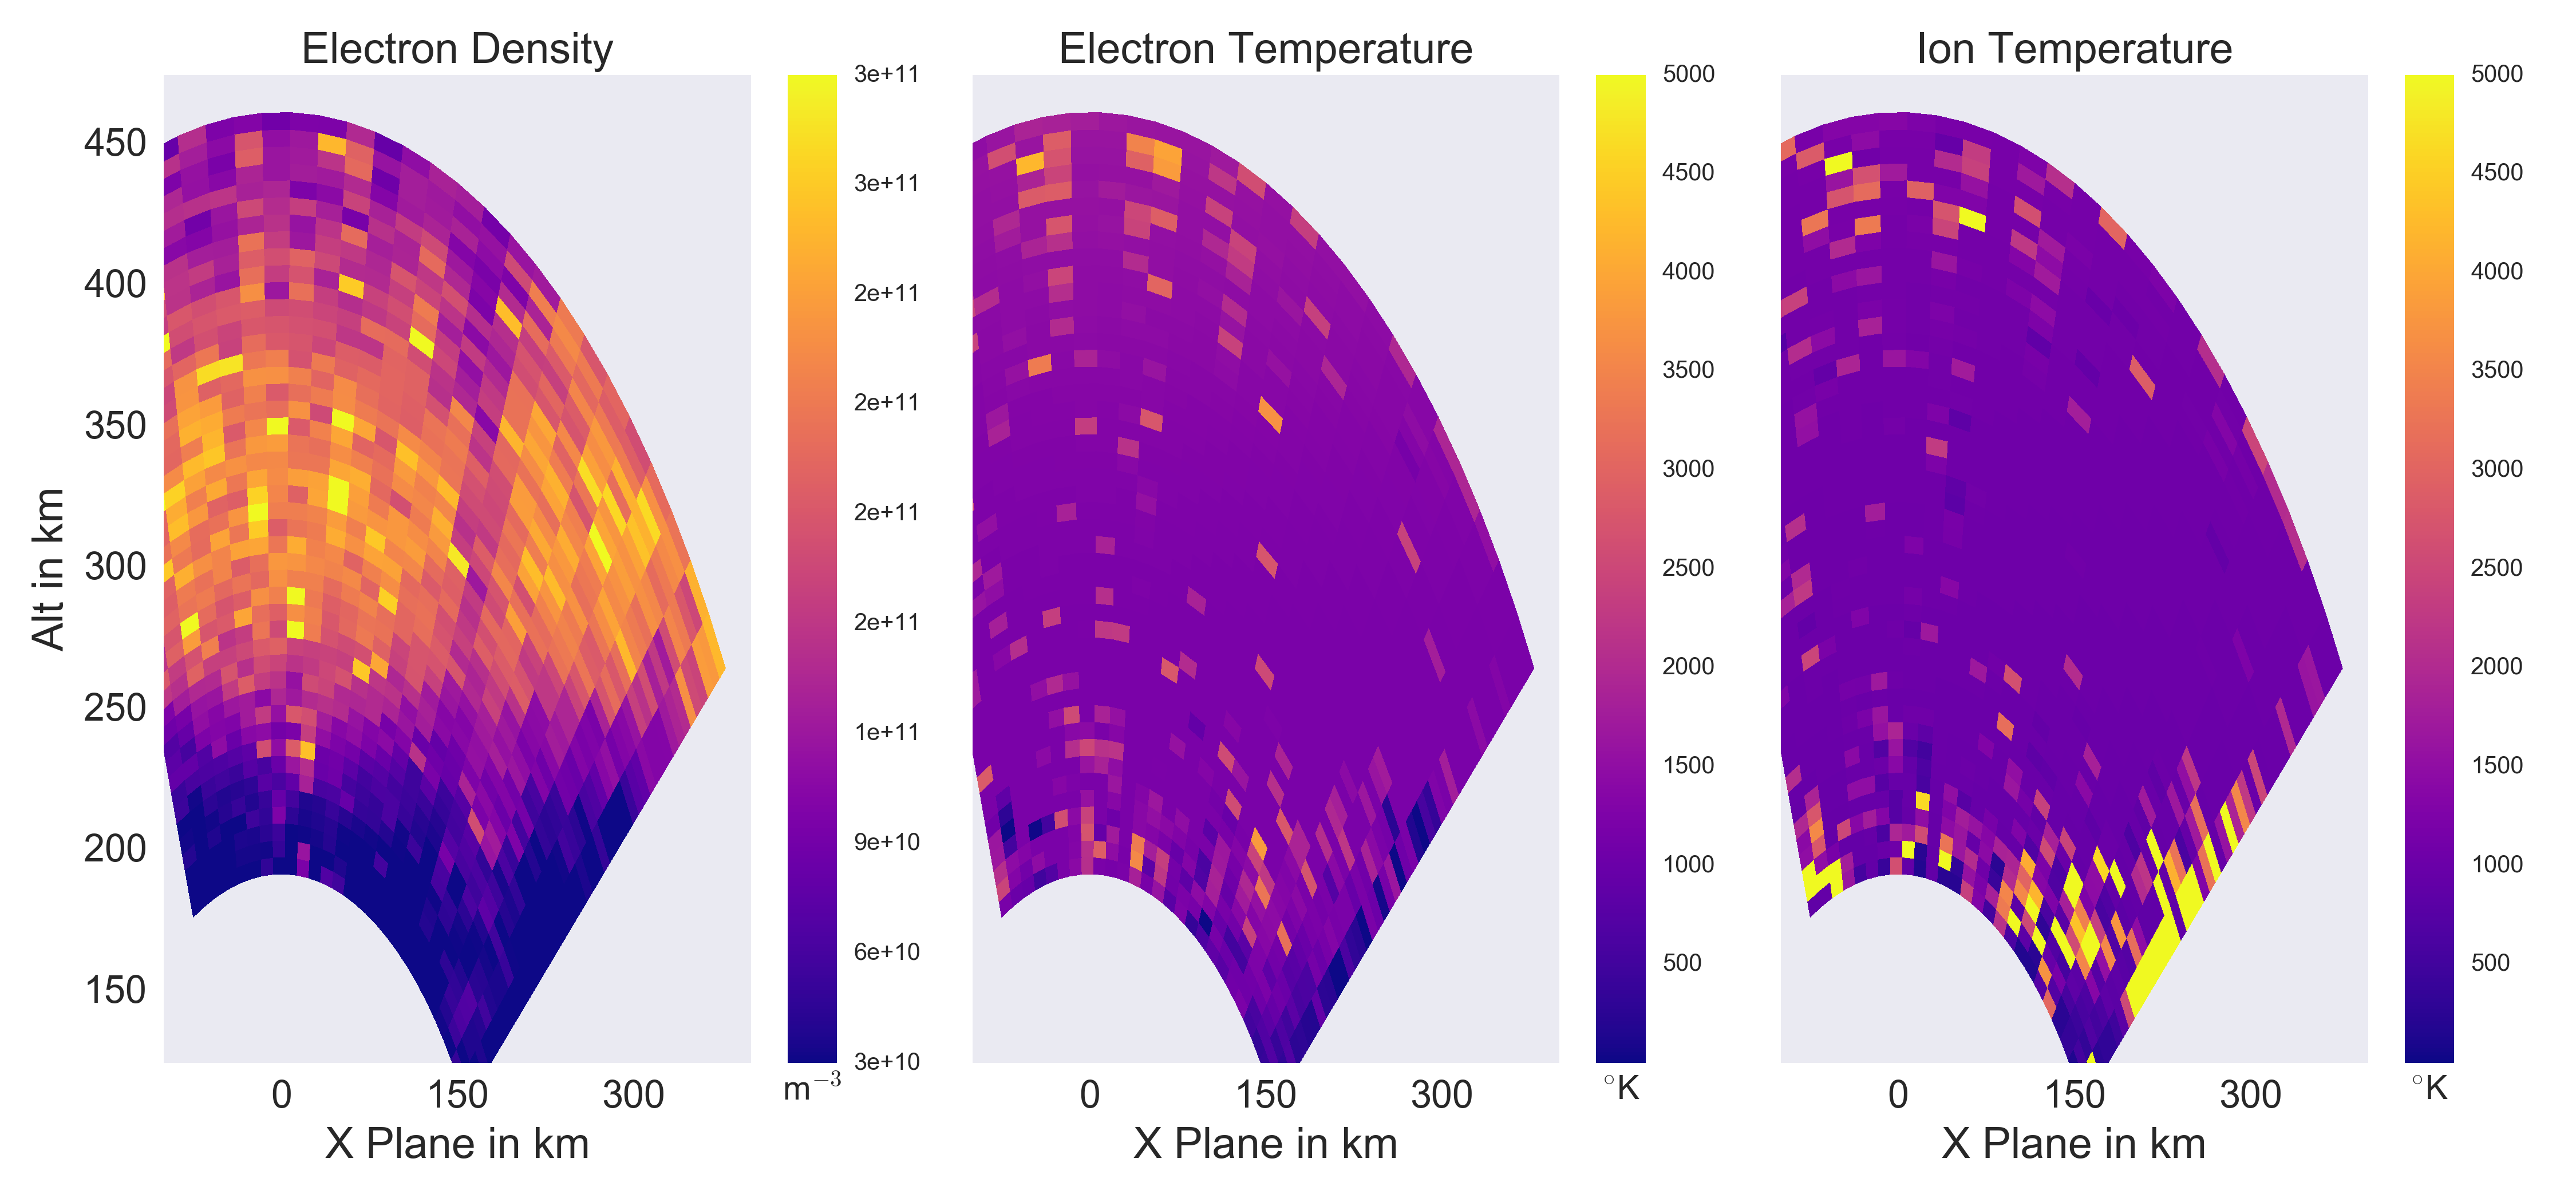 Electron Density
Electron Temperature
Ion Temperature
Alt in km
450
400
350
300
250
200
150
0 150 300
X Plane in km
3e+11
3e+11
2e+11
2e+11
2e+11
2e+11
1e+11
9e+10
6e+10
3e+10
m⁻³
0 150 300
X Plane in km
5000
4500
4000
3500
3000
2500
2000
1500
1000
500
°K
0 150 300
X Plane in km
5000
4500
4000
3500
3000
2500
2000
1500
1000
500
°K